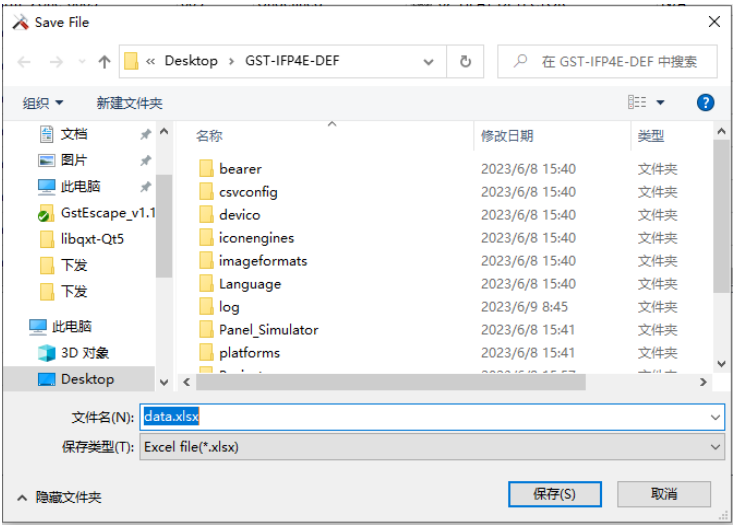 Save File
« Desktop › GST-IFP4E-DEF
在 GST-IFP4E-DEF 中搜索
组织 新建文件夹
名称 修改日期 类型
文档
图片
此电脑
GstEscape_v1.1
libqxt-Qt5
下发
下发
此电脑
3D 对象
Desktop
bearer 2023/6/8 15:40 文件夹
csvconfig 2023/6/8 15:40 文件夹
devico 2023/6/8 15:40 文件夹
iconengines 2023/6/8 15:40 文件夹
imageformats 2023/6/8 15:40 文件夹
Language 2023/6/8 15:40 文件夹
log 2023/6/9 8:45 文件夹
Panel_Simulator 2023/6/8 15:41 文件夹
platforms 2023/6/8 15:41 文件夹
文件名(N): data.xlsx
保存类型(T): Excel file(*.xlsx)
隐藏文件夹
保存(S) 取消